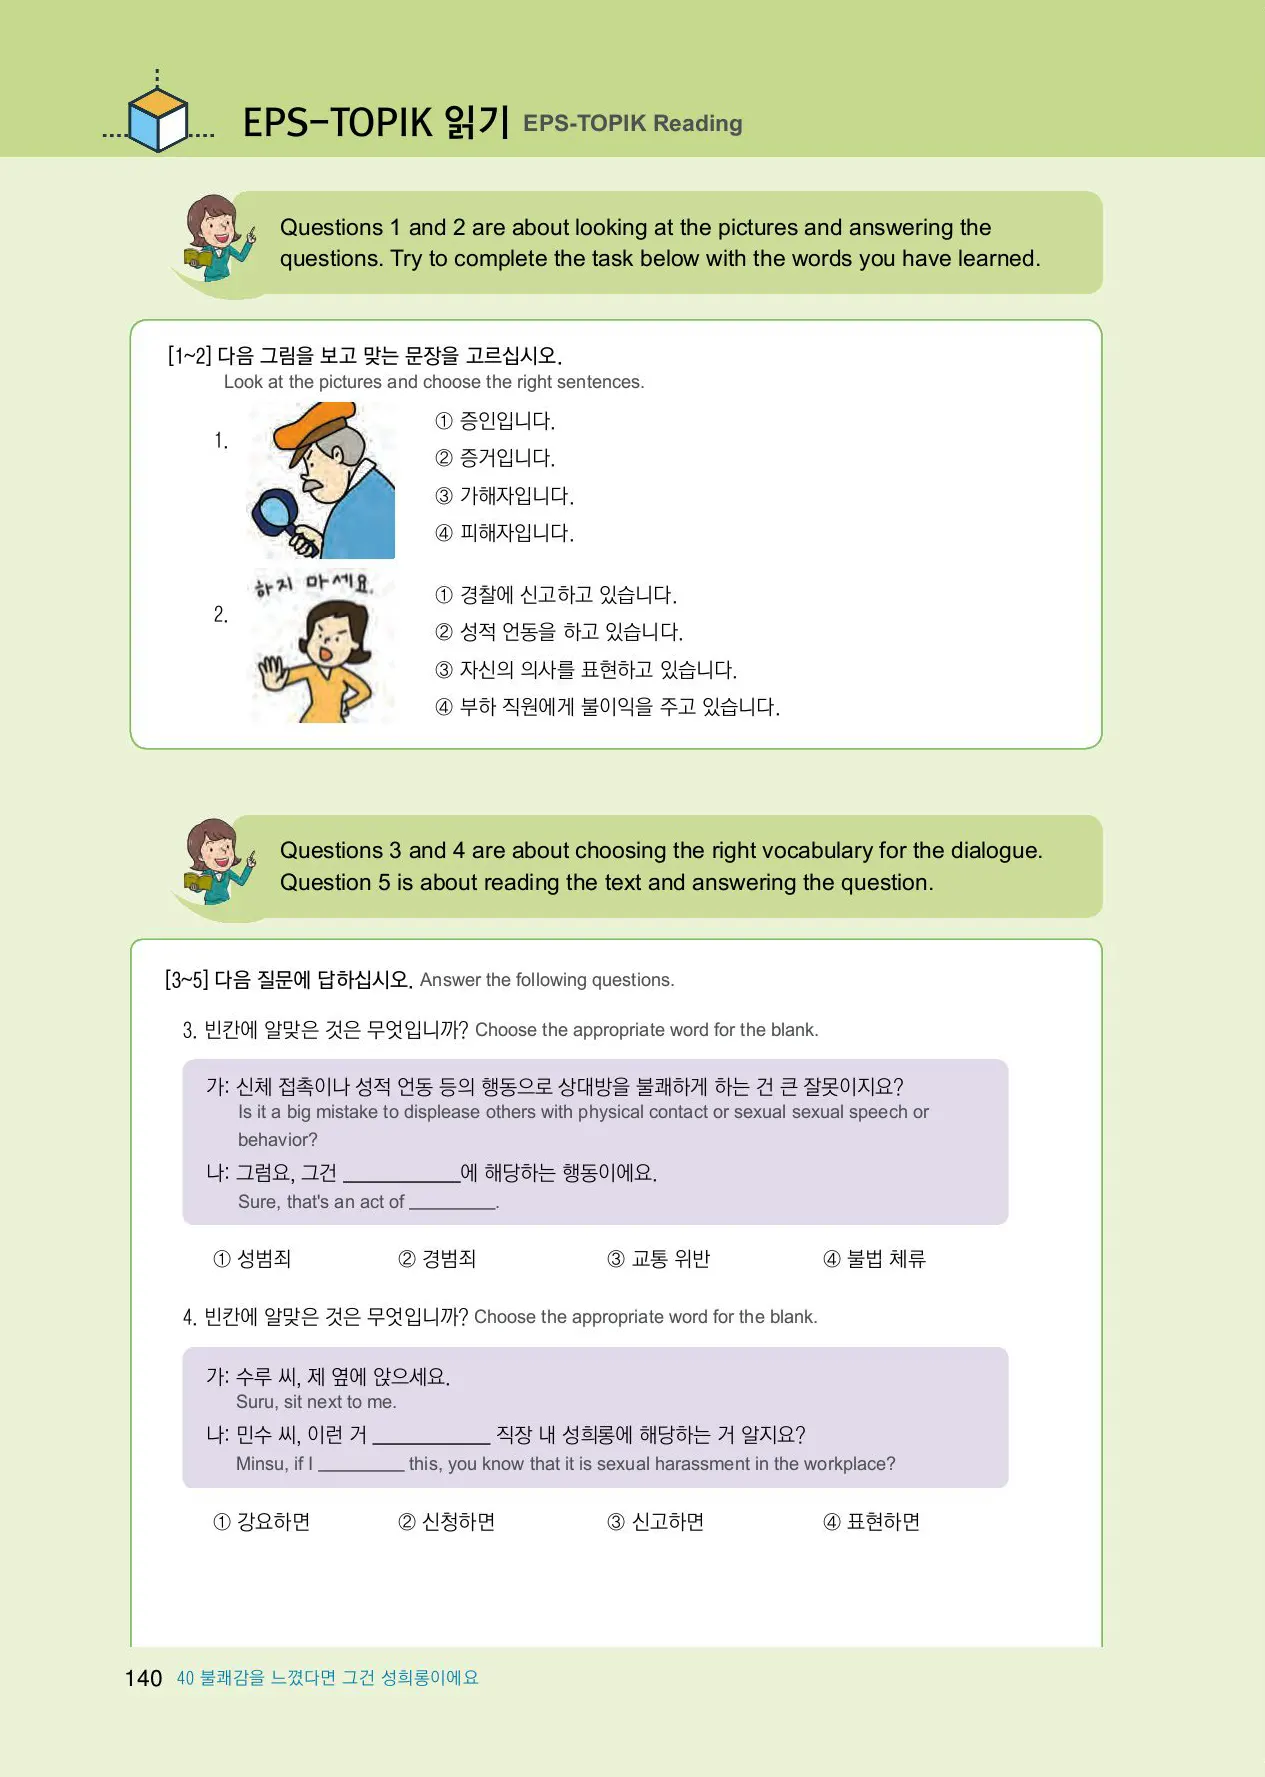 EPS-TOPIK 읽기 EPS-TOPIK Reading
Questions 1 and 2 are about looking at the pictures and answering the
questions. Try to complete the task below with the words you have learned.
[1~2] 다음 그림을 보고 맞는 문장을 고르십시오.
Look at the pictures and choose the right sentences.
1.
① 증인입니다.
② 증거입니다.
③ 가해자입니다.
④ 피해자입니다.
하지 마세요.
2.
① 경찰에 신고하고 있습니다.
② 성적 언동을 하고 있습니다.
③ 자신의 의사를 표현하고 있습니다.
④ 부하 직원에게 불이익을 주고 있습니다.
Questions 3 and 4 are about choosing the right vocabulary for the dialogue.
Question 5 is about reading the text and answering the question.
[3~5] 다음 질문에 답하십시오. Answer the following questions.
3. 빈칸에 알맞은 것은 무엇입니까? Choose the appropriate word for the blank.
가: 신체 접촉이나 성적 언동 등의 행동으로 상대방을 불쾌하게 하는 건 큰 잘못이지요?
Is it a big mistake to displease others with physical contact or sexual sexual speech or
behavior?
나: 그럼요, 그건 ___________에 해당하는 행동이에요.
Sure, that's an act of _________.
① 성범죄 ② 경범죄 ③ 교통 위반 ④ 불법 체류
4. 빈칸에 알맞은 것은 무엇입니까? Choose the appropriate word for the blank.
가: 수루 씨, 제 옆에 앉으세요.
Suru, sit next to me.
나: 민수 씨, 이런 거 ___________ 직장 내 성희롱에 해당하는 거 알지요?
Minsu, if I _________ this, you know that it is sexual harassment in the workplace?
① 강요하면 ② 신청하면 ③ 신고하면 ④ 표현하면
140 40 불쾌감을 느꼈다면 그건 성희롱이에요